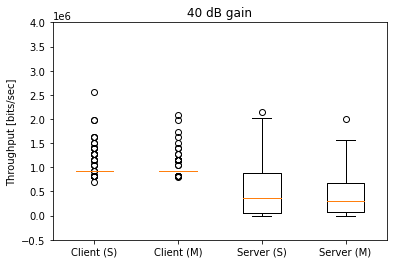 40 dB gain
1e6
4.0
3.5
3.0
2.5
2.0
1.5
1.0
0.5
0.0
−0.5
Throughput [bits/sec]
Client (S) Client (M) Server (S) Server (M)